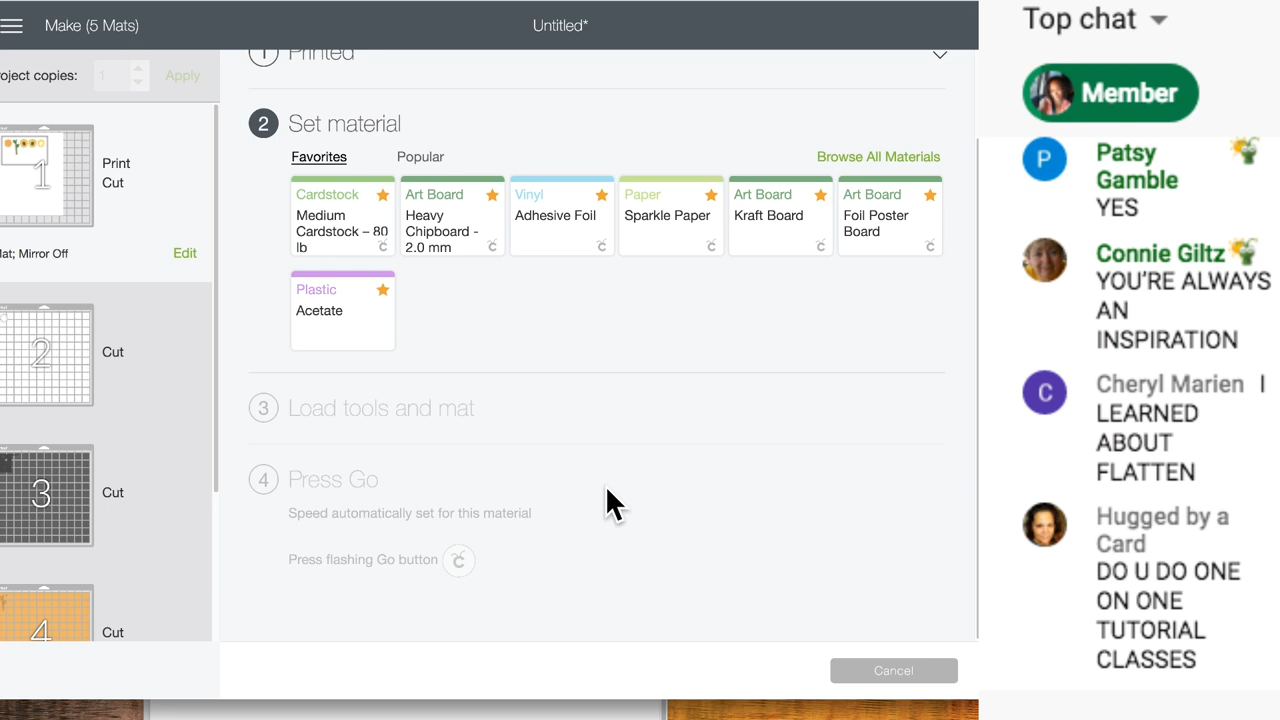 Make (5 Mats)
Untitled*
oject copies:
1
Apply
1
Print
Cut
Mat; Mirror Off
Edit
2
Cut
3
Cut
4
Cut
1 Printed
2 Set material
Favorites
Popular
Browse All Materials
Cardstock
Medium
Cardstock – 80
lb
Art Board
Heavy
Chipboard -
2.0 mm
Vinyl
Adhesive Foil
Paper
Sparkle Paper
Art Board
Kraft Board
Art Board
Foil Poster
Board
Plastic
Acetate
3 Load tools and mat
4 Press Go
Speed automatically set for this material
Press flashing Go button
Cancel
Top chat
Member
P
Patsy
Gamble
YES
Connie Giltz
YOU'RE ALWAYS
AN
INSPIRATION
C
Cheryl Marien I
LEARNED
ABOUT
FLATTEN
Hugged by a
Card
DO U DO ONE
ON ONE
TUTORIAL
CLASSES